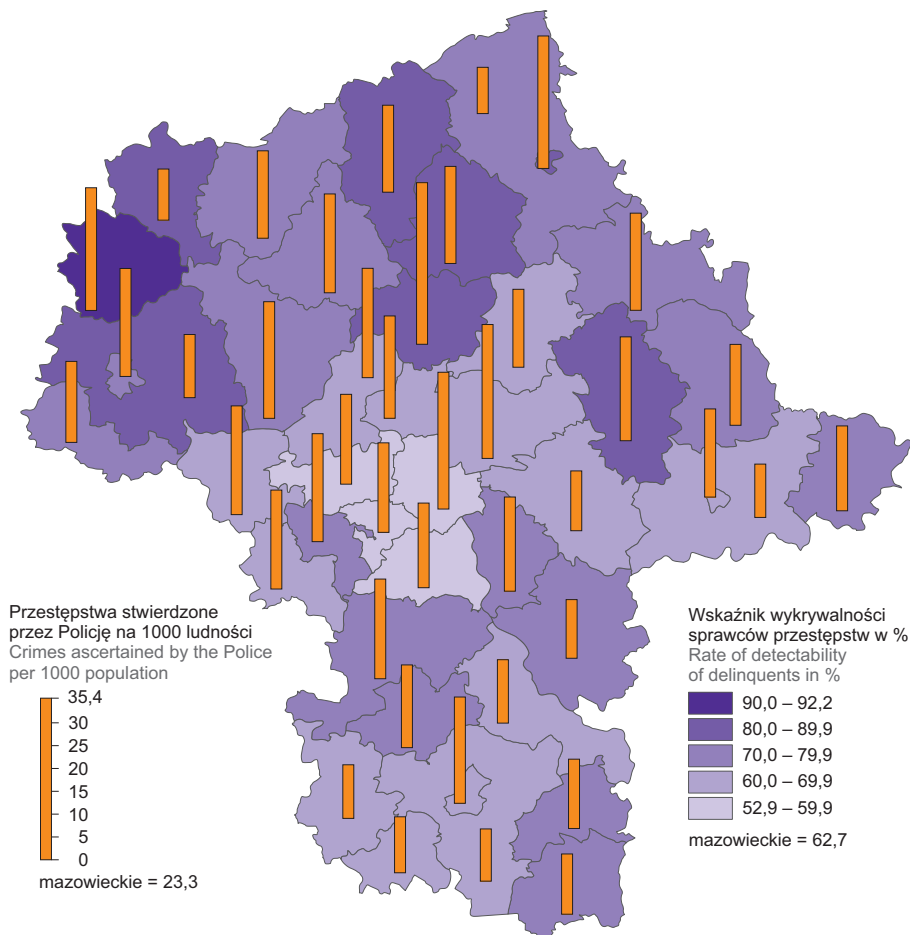 Przestępstwa stwierdzone
przez Policję na 1000 ludności
Crimes ascertained by the Police
per 1000 population
35,4
30
25
20
15
10
5
0
mazowieckie = 23,3
Wskaźnik wykrywalności
sprawców przestępstw w %
Rate of detectability
of delinquents in %
90,0 – 92,2
80,0 – 89,9
70,0 – 79,9
60,0 – 69,9
52,9 – 59,9
mazowieckie = 62,7